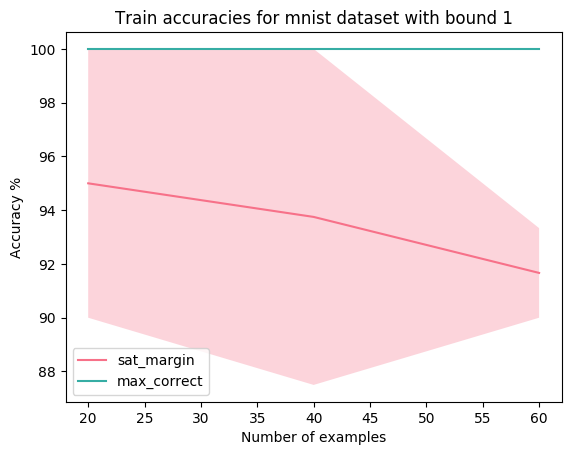 Train accuracies for mnist dataset with bound 1
100
98
96
94
92
90
88
Accuracy %
sat_margin
max_correct
20 25 30 35 40 45 50 55 60
Number of examples